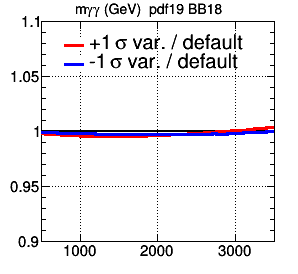 mγγ (GeV) pdf19 BB18
1.1
+1 σ var. / default
-1 σ var. / default
1.05
1
0.95
0.9
1000 2000 3000